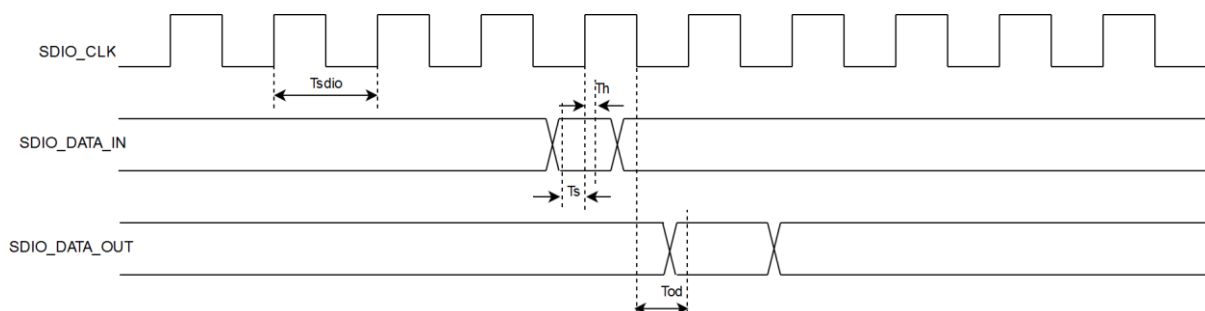 SDIO_CLK
Tsdio
Th
SDIO_DATA_IN
Ts
SDIO_DATA_OUT
Tod